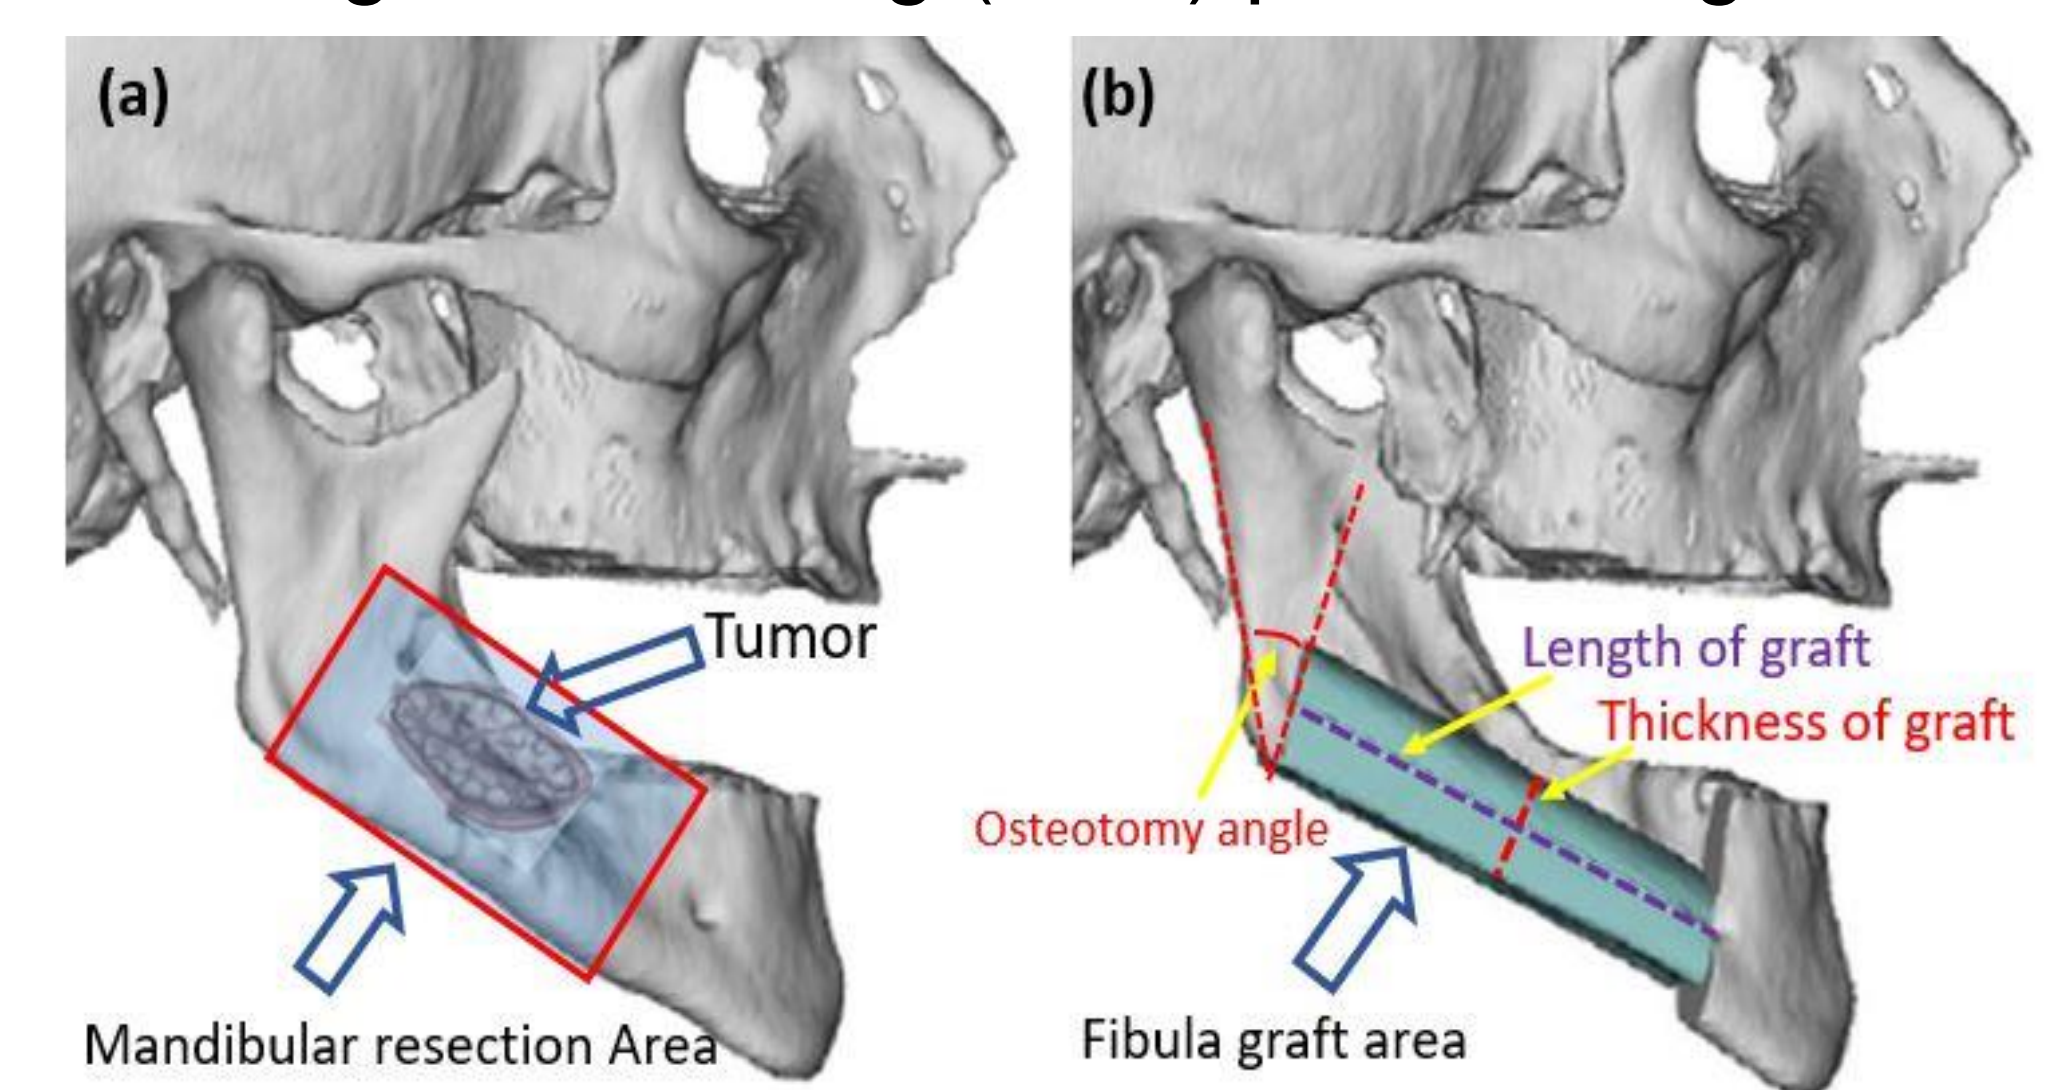 (a)
Tumor
Mandibular resection Area
(b)
Length of graft
Thickness of graft
Osteotomy angle
Fibula graft area